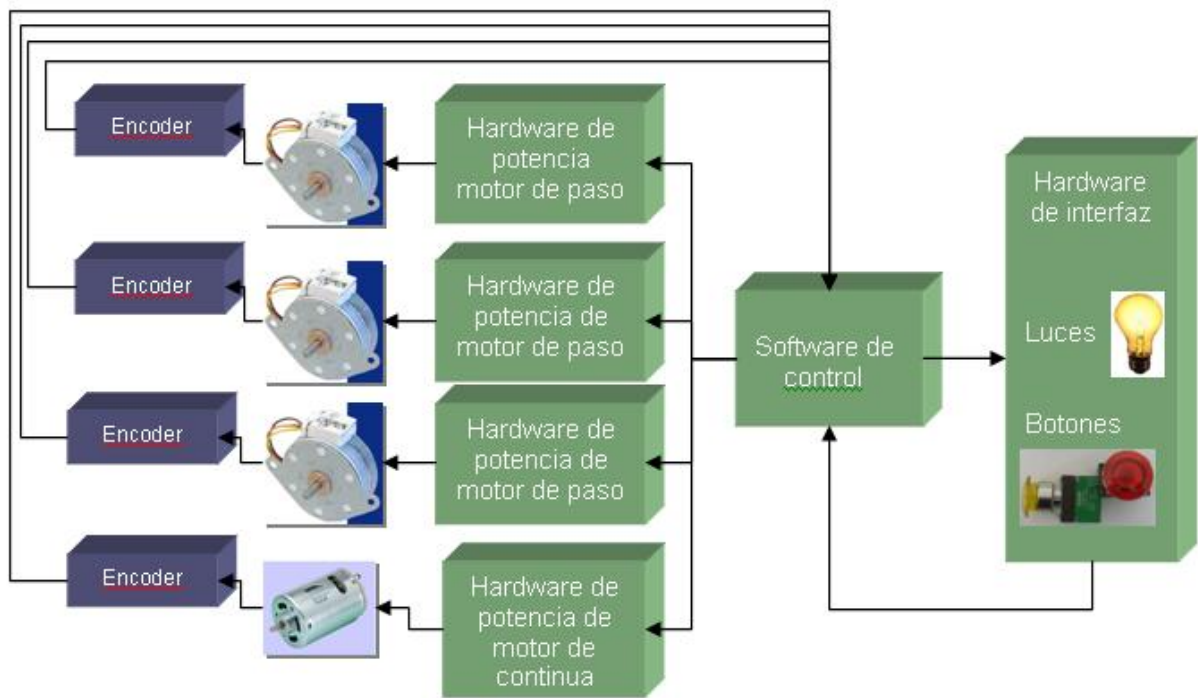 Encoder
Hardware de
potencia
motor de paso
Encoder
Hardware de
potencia de
motor de paso
Encoder
Hardware de
potencia de
motor de paso
Encoder
Hardware de
potencia de
motor de
continua
Software de
control
Hardware
de interfaz
Luces
Botones